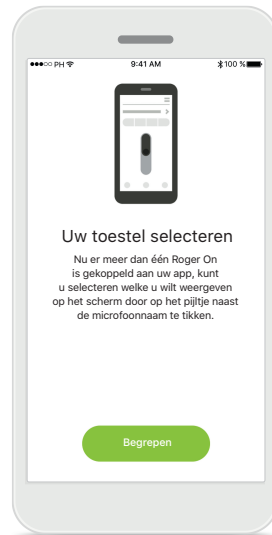 PH 9:41 AM 100 %
Uw toestel selecteren
Nu er meer dan één Roger On
is gekoppeld aan uw app, kunt
u selecteren welke u wilt weergeven
op het scherm door op het pijltje naast
de microfoonnaam te tikken.
Begrepen